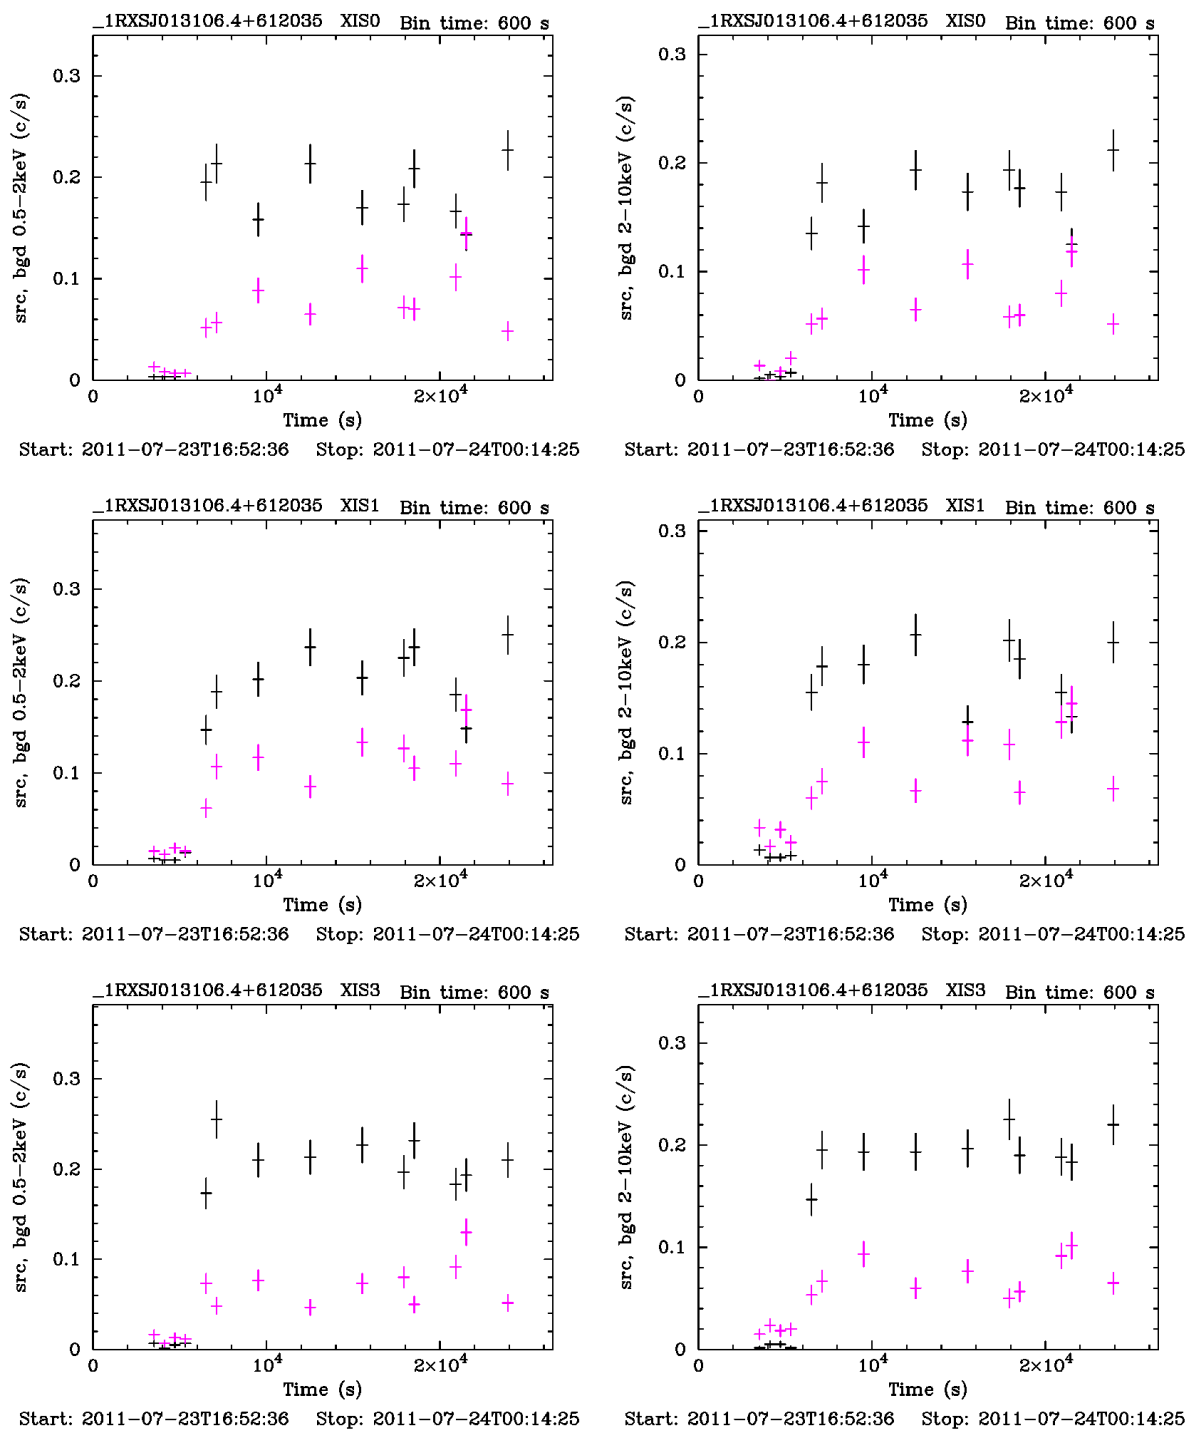 _1RXSJ013106.4+612035 XIS0 Bin time: 600 s
src, bgd 0.5−2keV (c/s)
0.3
0.2
0.1
0
0 10⁴ 2×10⁴
Time (s)
Start: 2011−07−23T16:52:36 Stop: 2011−07−24T00:14:25
_1RXSJ013106.4+612035 XIS0 Bin time: 600 s
src, bgd 2−10keV (c/s)
0.3
0.2
0.1
0
0 10⁴ 2×10⁴
Time (s)
Start: 2011−07−23T16:52:36 Stop: 2011−07−24T00:14:25
_1RXSJ013106.4+612035 XIS1 Bin time: 600 s
src, bgd 0.5−2keV (c/s)
0.3
0.2
0.1
0
0 10⁴ 2×10⁴
Time (s)
Start: 2011−07−23T16:52:36 Stop: 2011−07−24T00:14:25
_1RXSJ013106.4+612035 XIS1 Bin time: 600 s
src, bgd 2−10keV (c/s)
0.3
0.2
0.1
0
0 10⁴ 2×10⁴
Time (s)
Start: 2011−07−23T16:52:36 Stop: 2011−07−24T00:14:25
_1RXSJ013106.4+612035 XIS3 Bin time: 600 s
src, bgd 0.5−2keV (c/s)
0.3
0.2
0.1
0
0 10⁴ 2×10⁴
Time (s)
Start: 2011−07−23T16:52:36 Stop: 2011−07−24T00:14:25
_1RXSJ013106.4+612035 XIS3 Bin time: 600 s
src, bgd 2−10keV (c/s)
0.3
0.2
0.1
0
0 10⁴ 2×10⁴
Time (s)
Start: 2011−07−23T16:52:36 Stop: 2011−07−24T00:14:25